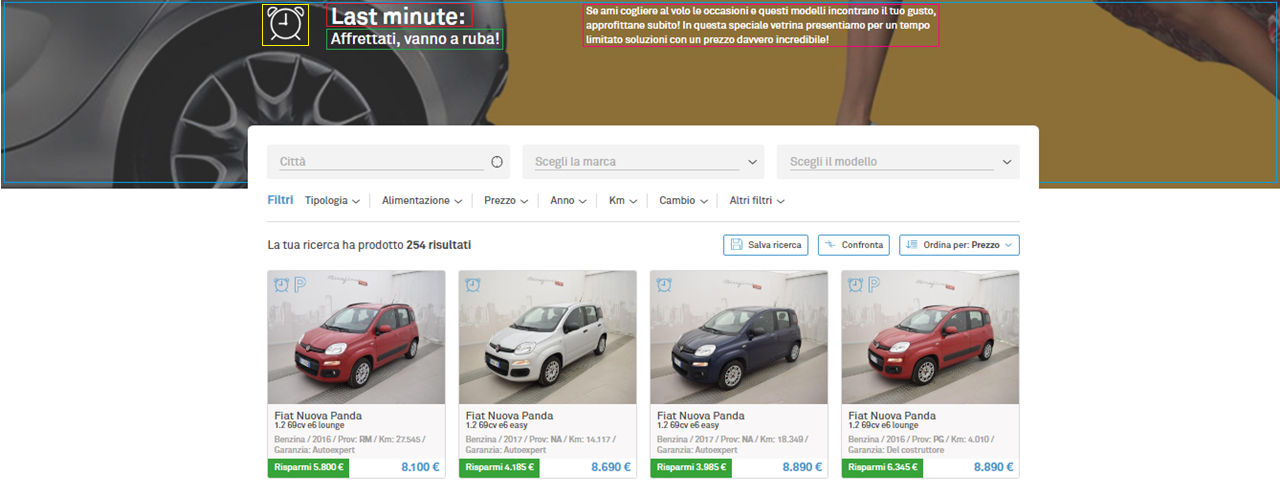 Last minute:
Affrettati, vanno a ruba!
Se ami cogliere al volo le occasioni e questi modelli incontrano il tuo gusto,
approfittane subito! In questa speciale vetrina presentiamo per un tempo
limitato soluzioni con un prezzo davvero incredibile!
Città
Scegli la marca
Scegli il modello
Filtri
Tipologia
Alimentazione
Prezzo
Anno
Km
Cambio
Altri filtri
La tua ricerca ha prodotto 254 risultati
Salva ricerca
Confronta
Ordina per: Prezzo
P
Fiat Nuova Panda
1.2 69cv e6 lounge
Benzina / 2016 / Prov: RM / Km: 27.545 /
Garanzia: Autoexpert
Risparmi 5.800 €
8.100 €
Fiat Nuova Panda
1.2 69cv e6 easy
Benzina / 2017 / Prov: NA / Km: 14.117 /
Garanzia: Autoexpert
Risparmi 4.185 €
8.690 €
Fiat Nuova Panda
1.2 69cv e6 easy
Benzina / 2017 / Prov: NA / Km: 18.349 /
Garanzia: Autoexpert
Risparmi 3.985 €
8.890 €
P
Fiat Nuova Panda
1.2 69cv e6 lounge
Benzina / 2016 / Prov: PG / Km: 4.010 /
Garanzia: Del costruttore
Risparmi 6.345 €
8.890 €